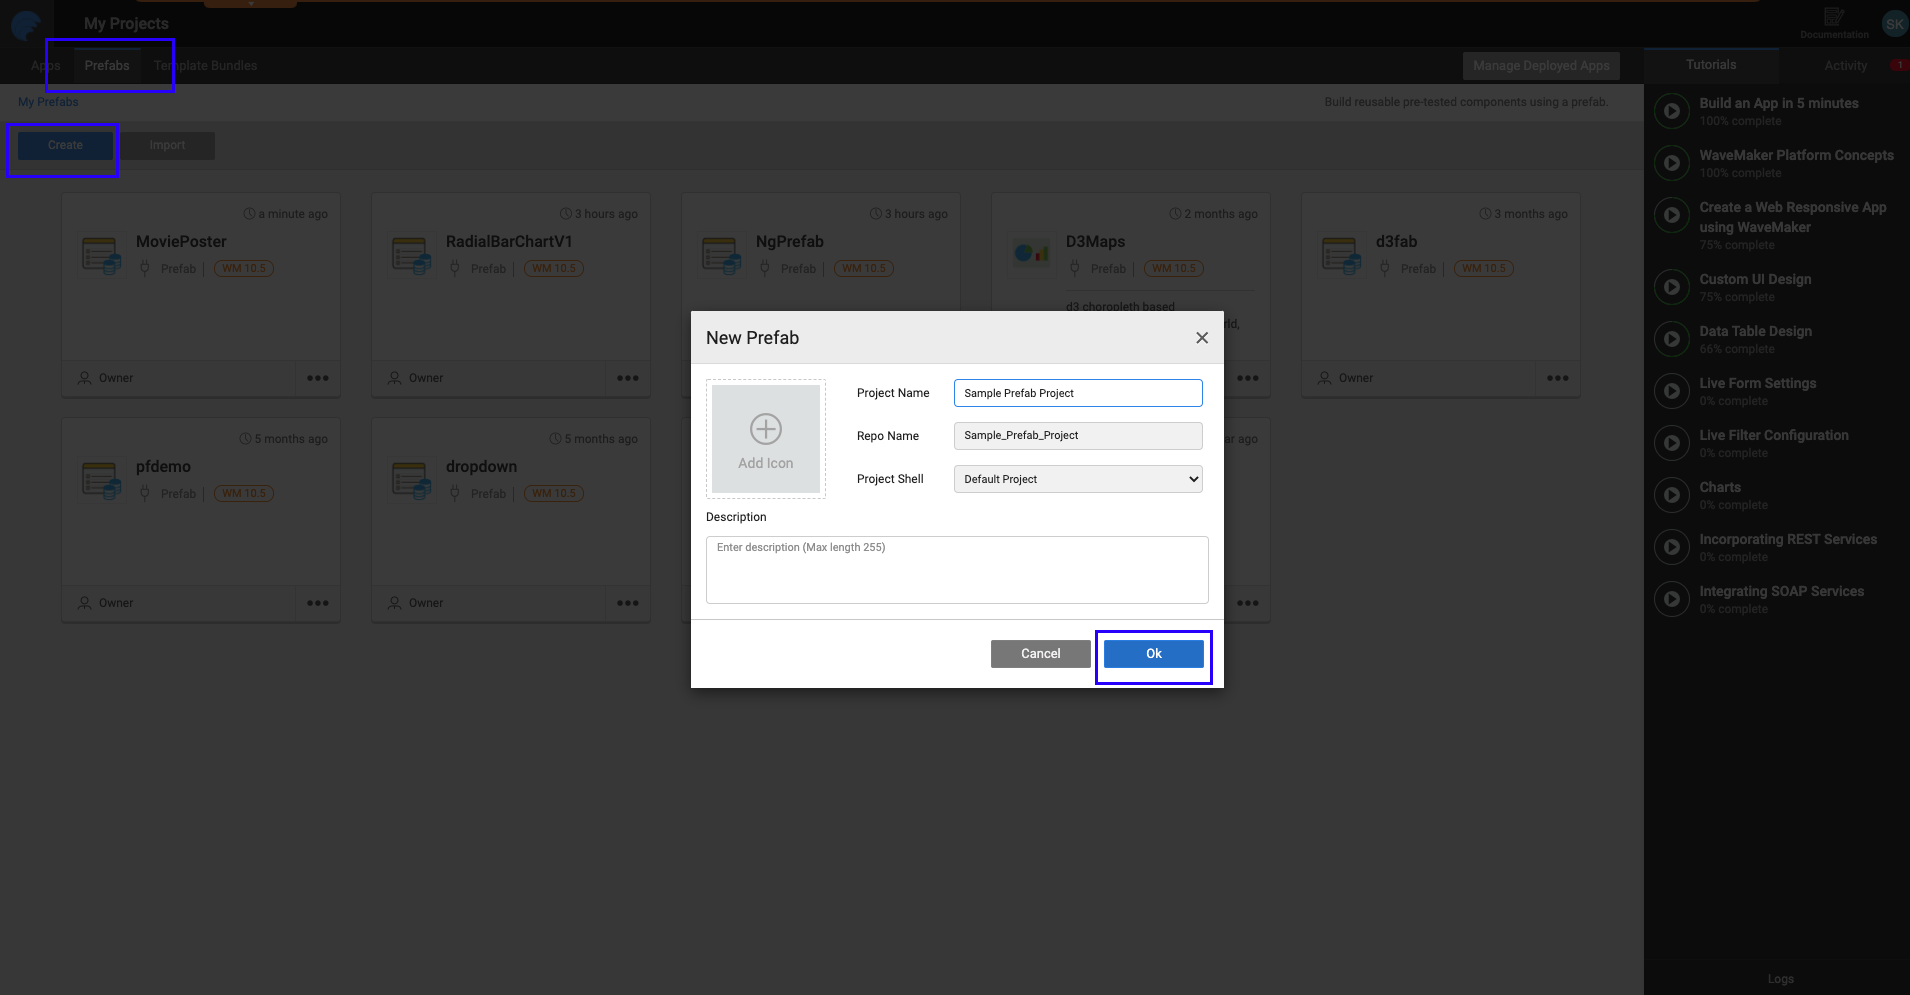 My Projects
Documentation
SK
Apps
Prefabs
Template Bundles
Manage Deployed Apps
Tutorials
Activity
1
My Prefabs
Build reusable pre-tested components using a prefab.
Create
Import
a minute ago
MoviePoster
Prefab
WM 10.5
Owner
3 hours ago
RadialBarChartV1
Prefab
WM 10.5
Owner
3 hours ago
NgPrefab
Prefab
WM 10.5
2 months ago
D3Maps
Prefab
WM 10.5
d3 choropleth based
3 months ago
d3fab
Prefab
WM 10.5
Owner
5 months ago
pfdemo
Prefab
WM 10.5
Owner
5 months ago
dropdown
Prefab
WM 10.5
Owner
ago
New Prefab
Add Icon
Project Name
Sample Prefab Project
Repo Name
Sample_Prefab_Project
Project Shell
Default Project
Description
Enter description (Max length 255)
Cancel
Ok
Build an App in 5 minutes
100% complete
WaveMaker Platform Concepts
100% complete
Create a Web Responsive App
using WaveMaker
75% complete
Custom UI Design
75% complete
Data Table Design
66% complete
Live Form Settings
0% complete
Live Filter Configuration
0% complete
Charts
0% complete
Incorporating REST Services
0% complete
Integrating SOAP Services
0% complete
Logs